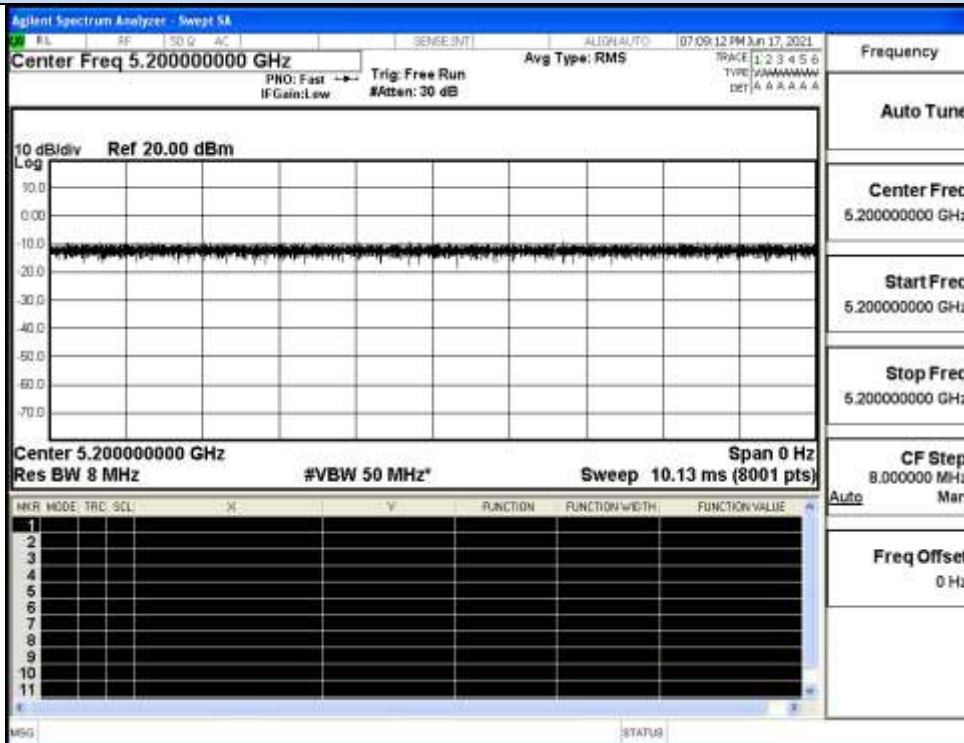 Agilent Spectrum Analyzer - Swept SA
RL RF 50 Ω AC SENSE:INT ALIGN AUTO 07:09:12 PM Jun 17, 2021
Center Freq 5.200000000 GHz
PNO: Fast
IFGain:Low
Trig: Free Run
#Atten: 30 dB
Avg Type: RMS
TRACE 1 2 3 4 5 6
TYPE
DET A A A A A A
Frequency
Auto Tune
10 dB/div Ref 20.00 dBm
Log
10.0
0.00
-10.0
-20.0
-30.0
-40.0
-50.0
-60.0
-70.0
Center Freq
5.200000000 GHz
Start Freq
5.200000000 GHz
Stop Freq
5.200000000 GHz
Center 5.200000000 GHz Span 0 Hz
Res BW 8 MHz #VBW 50 MHz* Sweep 10.13 ms (8001 pts)
CF Step
8.000000 MHz
Auto Man
MKR MODE TRC SCL X Y FUNCTION FUNCTION WIDTH FUNCTION VALUE
1
2
3
4
5
6
7
8
9
10
11
Freq Offset
0 Hz
MSG STATUS